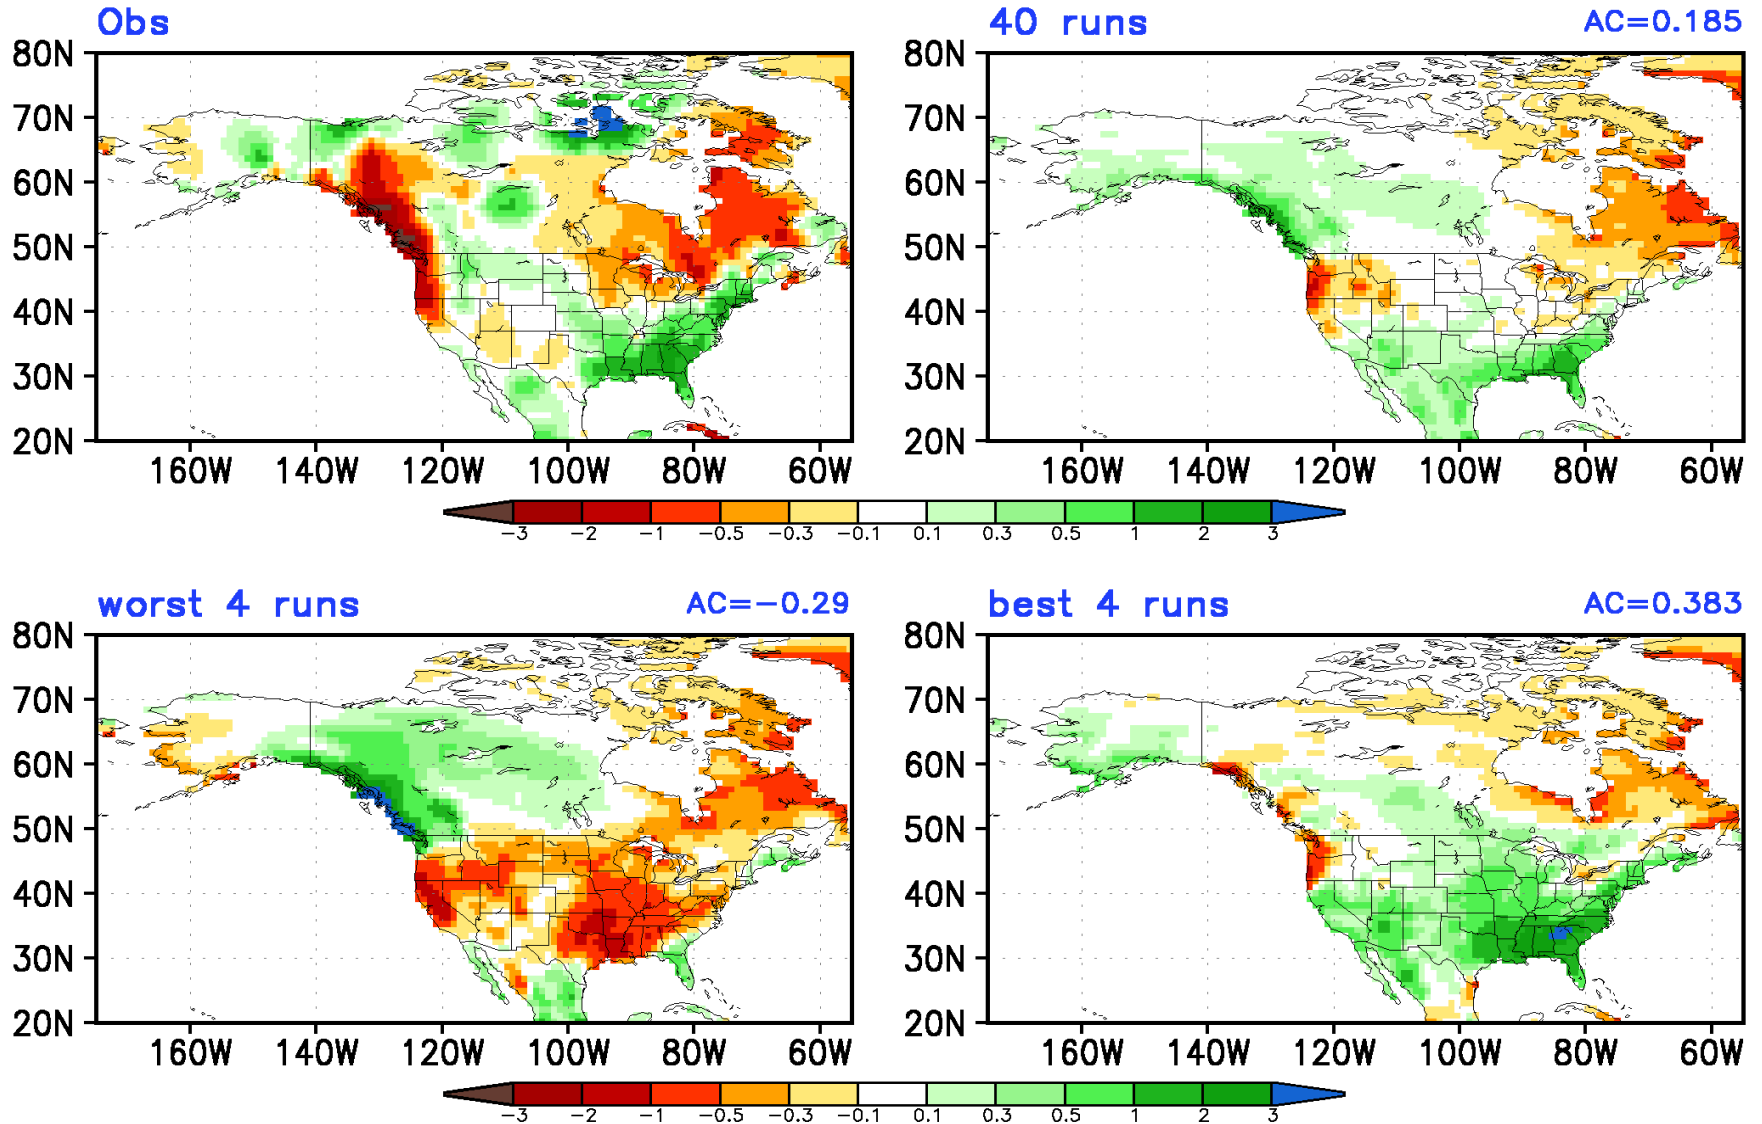 Obs
40 runs AC=0.185
80N
70N
60N
50N
40N
30N
20N
160W 140W 120W 100W 80W 60W
80N
70N
60N
50N
40N
30N
20N
160W 140W 120W 100W 80W 60W
−3 −2 −1 −0.5 −0.3 −0.1 0.1 0.3 0.5 1 2 3
worst 4 runs AC=−0.29
best 4 runs AC=0.383
80N
70N
60N
50N
40N
30N
20N
160W 140W 120W 100W 80W 60W
80N
70N
60N
50N
40N
30N
20N
160W 140W 120W 100W 80W 60W
−3 −2 −1 −0.5 −0.3 −0.1 0.1 0.3 0.5 1 2 3